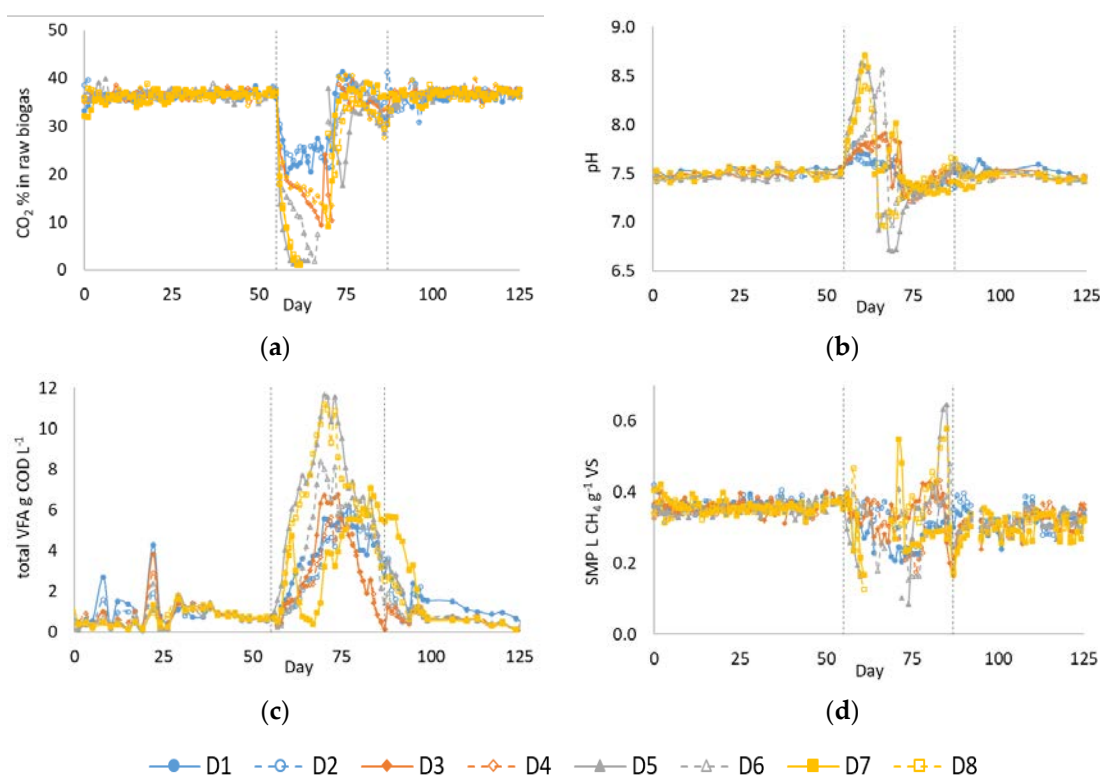 50
40
30
20
10
0
CO₂ % in raw biogas
0 25 50 75 100 125
Day
(a)
9.0
8.5
8.0
7.5
7.0
6.5
pH
0 25 50 75 100 125
Day
(b)
12
10
8
6
4
2
0
total VFA g COD L⁻¹
0 25 50 75 100 125
Day
(c)
0.6
0.4
0.2
0.0
SMP L CH₄ g⁻¹ VS
0 25 50 75 100 125
Day
(d)
D1 D2 D3 D4 D5 D6 D7 D8